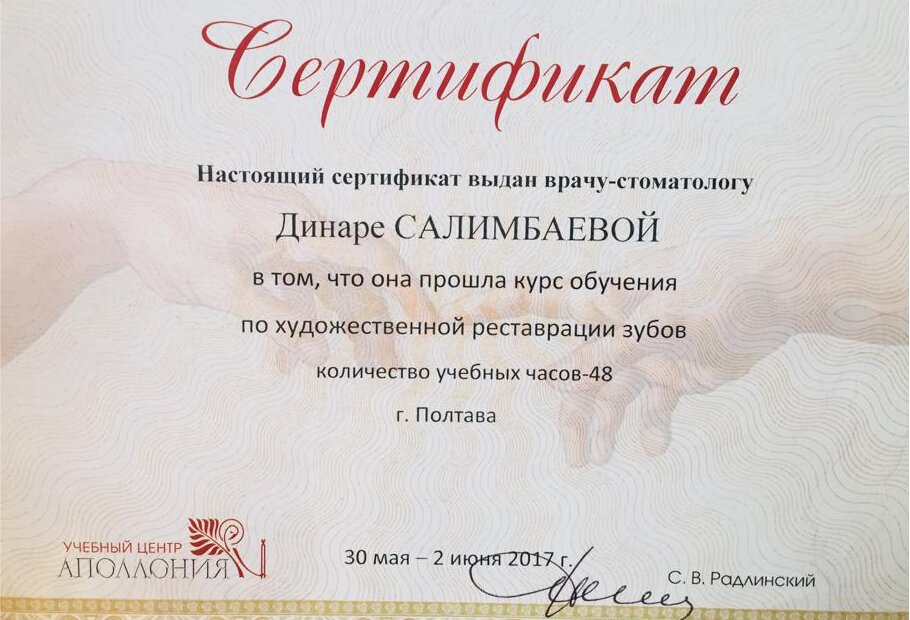 Сертификат
Настоящий сертификат выдан врачу-стоматологу
Динаре САЛИМБАЕВОЙ
в том, что она прошла курс обучения
по художественной реставрации зубов
количество учебных часов-48
г. Полтава
УЧЕБНЫЙ ЦЕНТР
АПОЛЛОНИЯ
30 мая – 2 июня 2017 г.
С. В. Радлинский